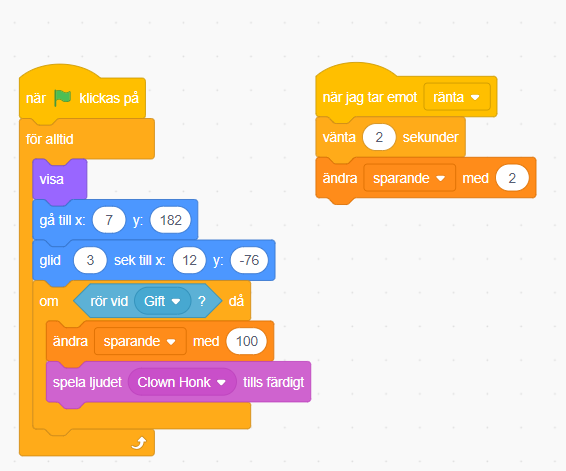 när klickas på
för alltid
visa
gå till x: 7 y: 182
glid 3 sek till x: 12 y: -76
om rör vid Gift ? då
ändra sparande med 100
spela ljudet Clown Honk tills färdigt
när jag tar emot ränta
vänta 2 sekunder
ändra sparande med 2